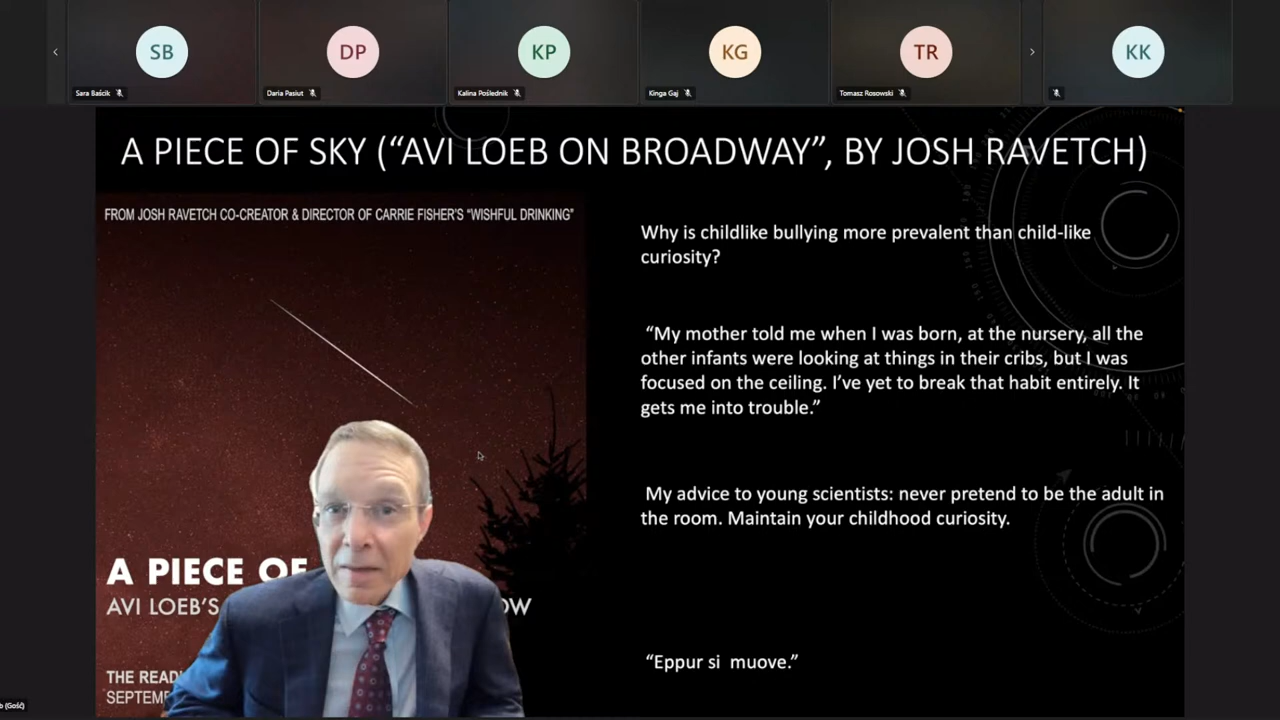 SB
DP
KP
KG
TR
KK
Sara Baścik
Daria Pasiut
Kalina Poślednik
Kinga Gaj
Tomasz Rosowski
A PIECE OF SKY (“AVI LOEB ON BROADWAY”, BY JOSH RAVETCH)
FROM JOSH RAVETCH CO-CREATOR & DIRECTOR OF CARRIE FISHER'S “WISHFUL DRINKING”
A PIECE OF
AVI LOEB'S
THE READ
SEPTEM
Why is childlike bullying more prevalent than child-like
curiosity?
“My mother told me when I was born, at the nursery, all the
other infants were looking at things in their cribs, but I was
focused on the ceiling. I’ve yet to break that habit entirely. It
gets me into trouble.”
My advice to young scientists: never pretend to be the adult in
the room. Maintain your childhood curiosity.
“Eppur si  muove.”
(Gość)